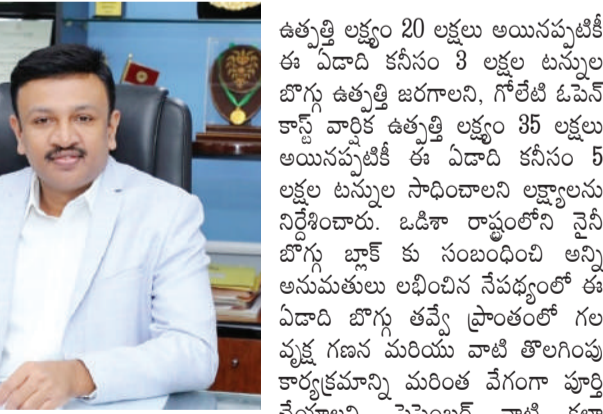 ఉత్పత్తి లక్ష్యం 20 లక్షలు అయినప్పటికీ
ఈ ఏడాది కనీసం 3 లక్షల టన్నుల
బొగ్గు ఉత్పత్తి జరగాలని, గోలేటి ఓపెన్
కాస్ట్ వార్షిక ఉత్పత్తి లక్ష్యం 35 లక్షలు
అయినప్పటికీ ఈ ఏడాది కనీసం 5
లక్షల టన్నుల సాధించాలని లక్ష్యాలను
నిర్దేశించారు. ఒడిశా రాష్ట్రంలోని నైనీ
బొగ్గు బ్లాక్ కు సంబంధించి అన్ని
అనుమతులు లభించిన నేపథ్యంలో ఈ
ఏడాది బొగ్గు తవ్వే ప్రాంతంలో గల
వృక్ష గణన మరియు వాటి తొలగింపు
కార్యక్రమాన్ని మరింత వేగంగా పూర్తి